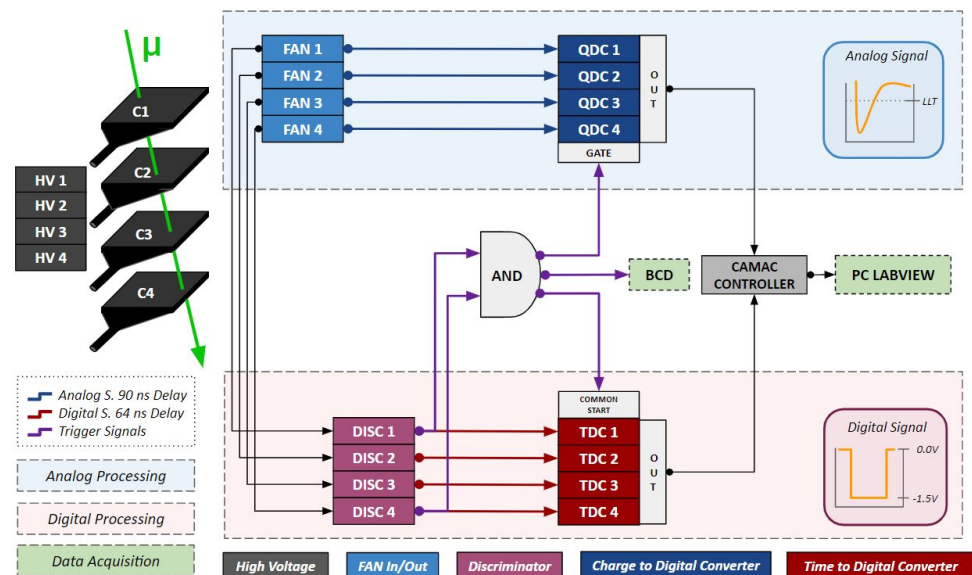 μ
C1
C2
C3
C4
HV 1
HV 2
HV 3
HV 4
FAN 1
FAN 2
FAN 3
FAN 4
QDC 1
QDC 2
QDC 3
QDC 4
GATE
OUT
Analog Signal
LLT
AND
BCD
CAMAC
CONTROLLER
PC LABVIEW
Analog S. 90 ns Delay
Digital S. 64 ns Delay
Trigger Signals
Analog Processing
Digital Processing
Data Acquisition
DISC 1
DISC 2
DISC 3
DISC 4
COMMON
START
TDC 1
TDC 2
TDC 3
TDC 4
OUT
Digital Signal
0.0V
-1.5V
High Voltage
FAN In/Out
Discriminator
Charge to Digital Converter
Time to Digital Converter